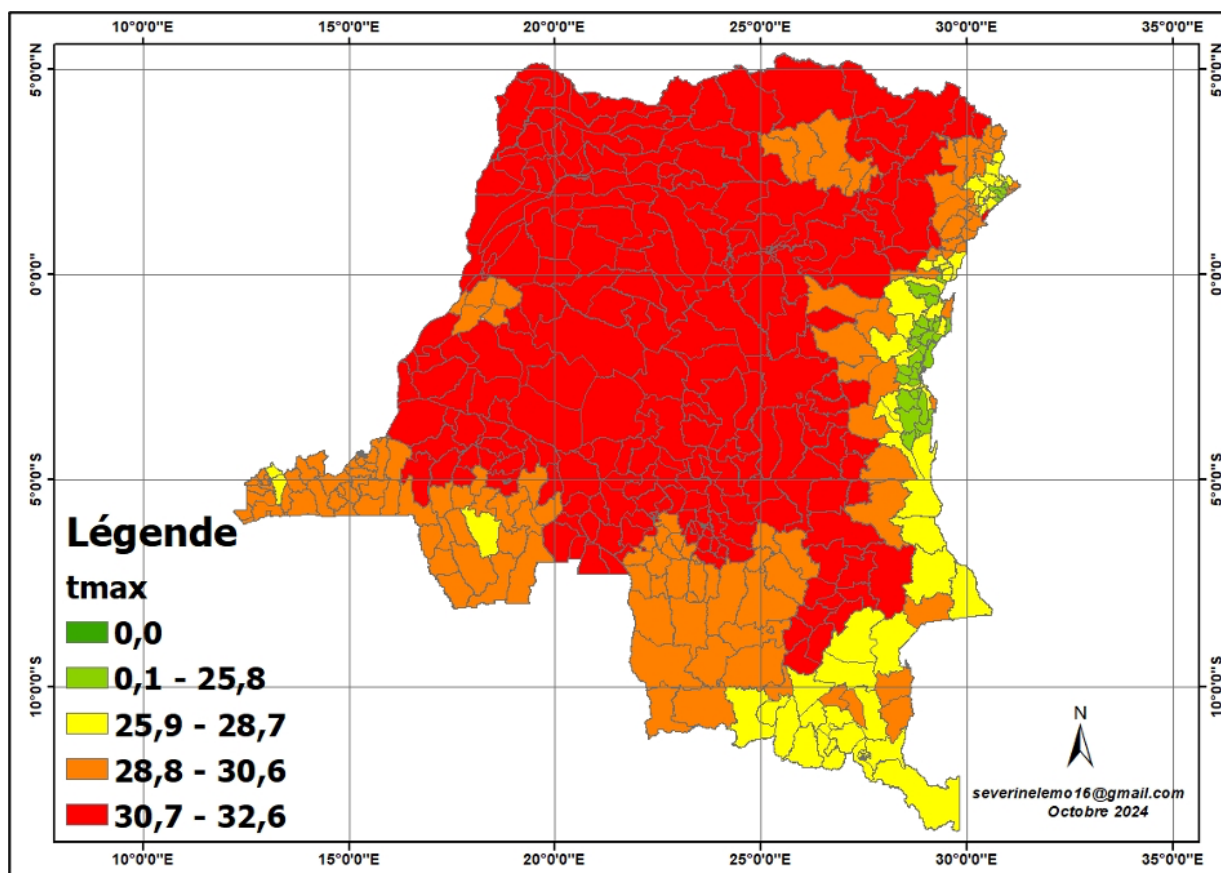 10°0'0"E 15°0'0"E 20°0'0"E 25°0'0"E 30°0'0"E 35°0'0"E
5°0'0"N 5°0'0"N
0°0'0" 0°0'0"
5°0'0"S 5°0'0"S
10°0'0"S 10°0'0"S
Légende
tmax
0,0
0,1 - 25,8
25,9 - 28,7
28,8 - 30,6
30,7 - 32,6
N
severinelemo16@gmail.com
Octobre 2024
10°0'0"E 15°0'0"E 20°0'0"E 25°0'0"E 30°0'0"E 35°0'0"E